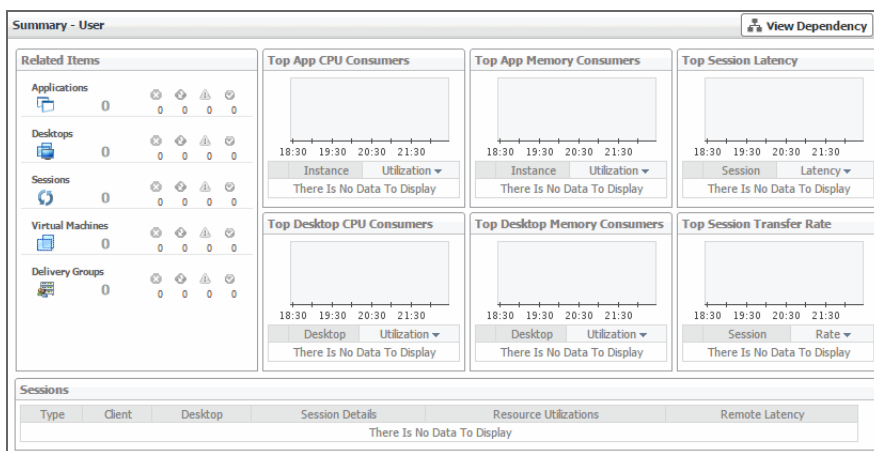 Summary - User
View Dependency
Related Items
Applications
0
0 0 0 0
Desktops
0
0 0 0 0
Sessions
0
0 0 0 0
Virtual Machines
0
0 0 0 0
Delivery Groups
0
0 0 0 0
Top App CPU Consumers
18:30 19:30 20:30 21:30
Instance Utilization
There Is No Data To Display
Top App Memory Consumers
18:30 19:30 20:30 21:30
Instance Utilization
There Is No Data To Display
Top Session Latency
18:30 19:30 20:30 21:30
Session Latency
There Is No Data To Display
Top Desktop CPU Consumers
18:30 19:30 20:30 21:30
Desktop Utilization
There Is No Data To Display
Top Desktop Memory Consumers
18:30 19:30 20:30 21:30
Desktop Utilization
There Is No Data To Display
Top Session Transfer Rate
18:30 19:30 20:30 21:30
Session Rate
There Is No Data To Display
Sessions
Type Client Desktop Session Details Resource Utilizations Remote Latency
There Is No Data To Display